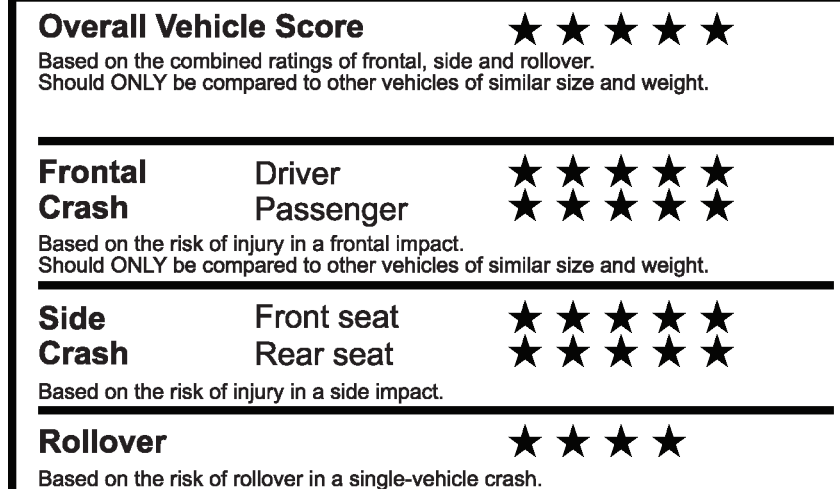 Overall Vehicle Score ★ ★ ★ ★ ★
Based on the combined ratings of frontal, side and rollover.
Should ONLY be compared to other vehicles of similar size and weight.
Frontal Driver ★ ★ ★ ★ ★
Crash Passenger ★ ★ ★ ★ ★
Based on the risk of injury in a frontal impact.
Should ONLY be compared to other vehicles of similar size and weight.
Side Front seat ★ ★ ★ ★ ★
Crash Rear seat ★ ★ ★ ★ ★
Based on the risk of injury in a side impact.
Rollover ★ ★ ★ ★
Based on the risk of rollover in a single-vehicle crash.